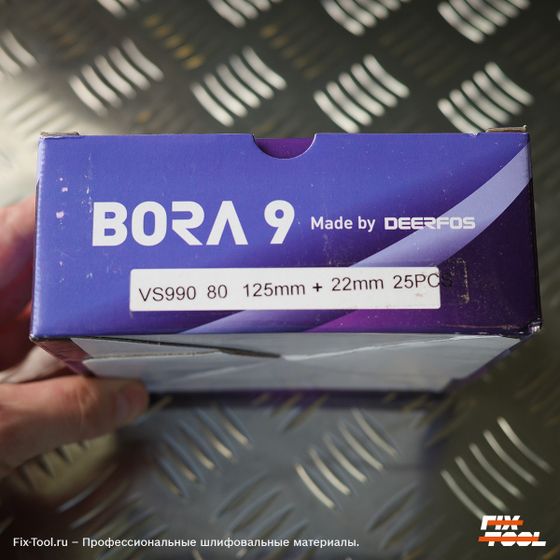 BORA 9 Made by DEERFOS
VS990 80 125mm + 22mm 25PCS
FIX
TOOL
Fix-Tool.ru – Профессиональные шлифовальные материалы.